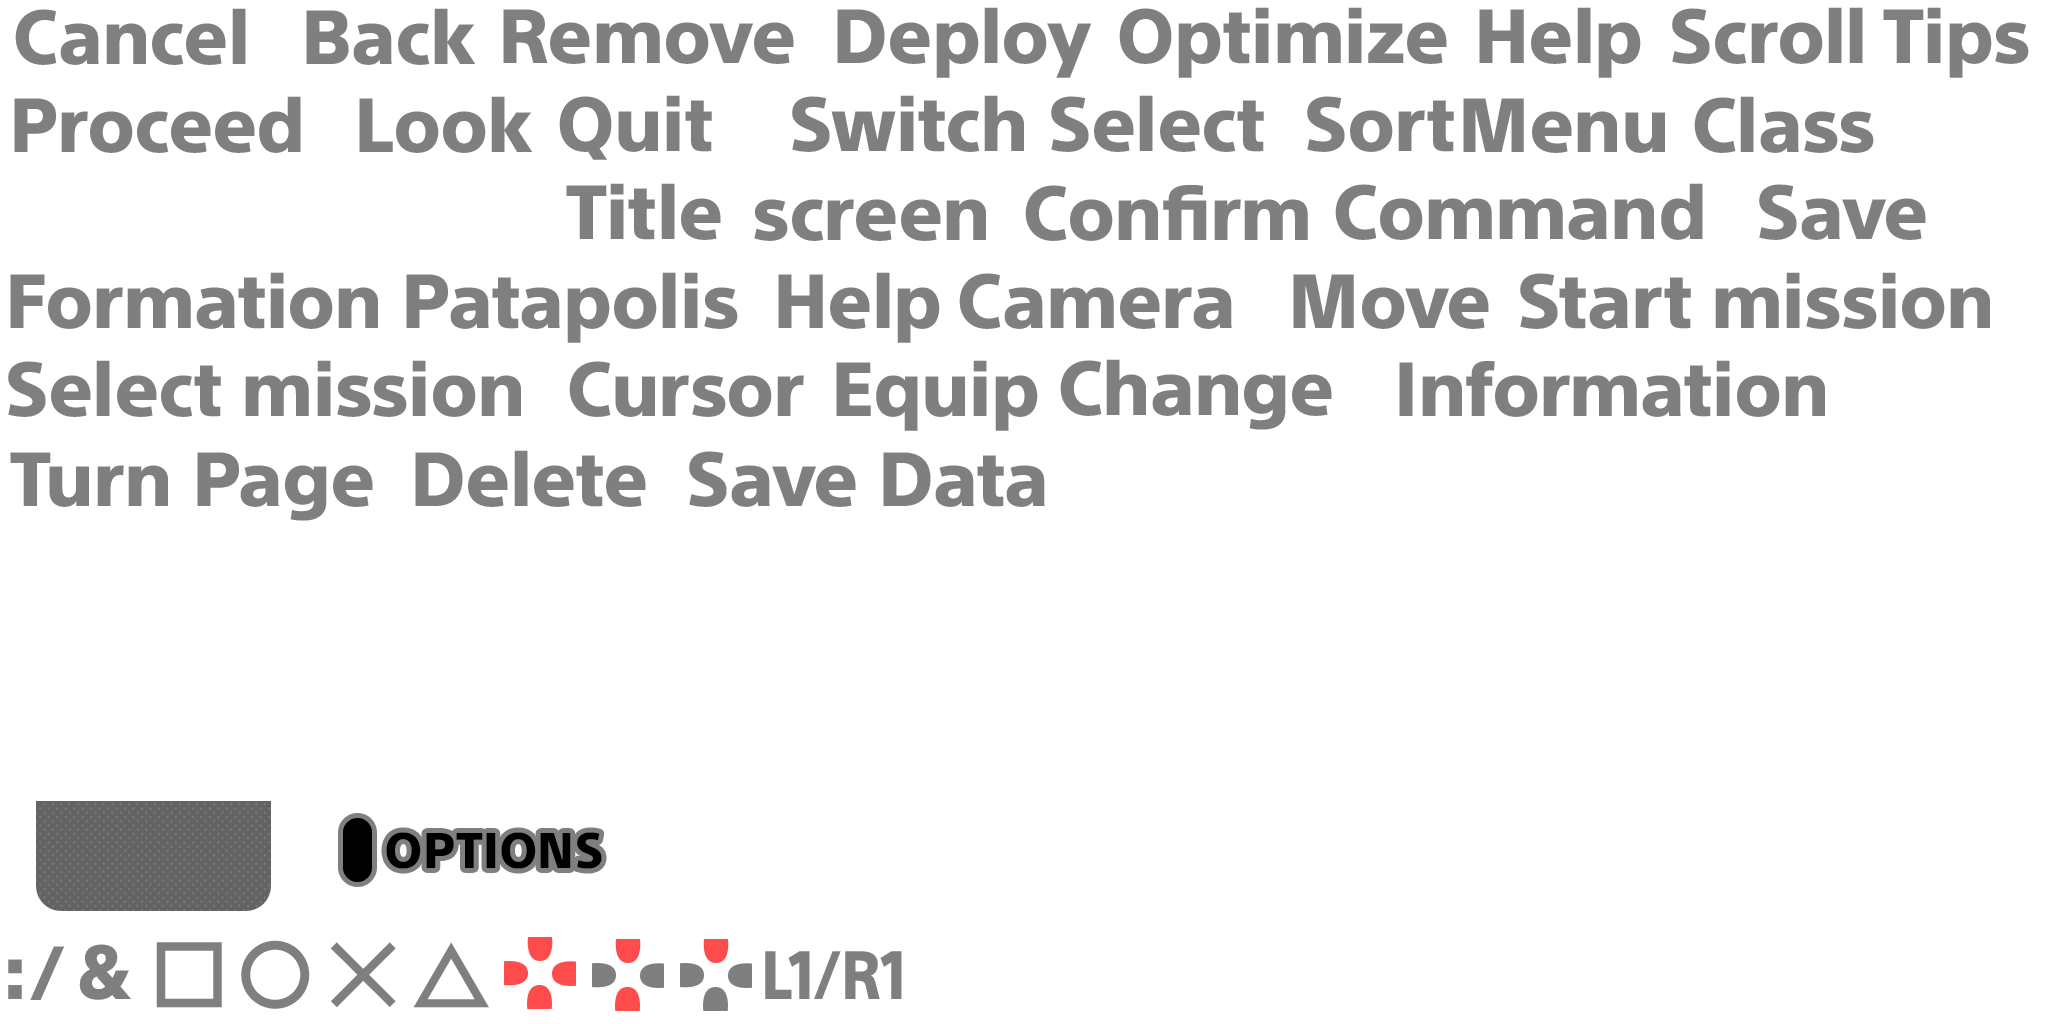 Cancel Back Remove Deploy Optimize Help Scroll Tips
Proceed Look Quit Switch Select Sort Menu Class
Title screen Confirm Command Save
Formation Patapolis Help Camera Move Start mission
Select mission Cursor Equip Change Information
Turn Page Delete Save Data
OPTIONS
:/ & L1/R1